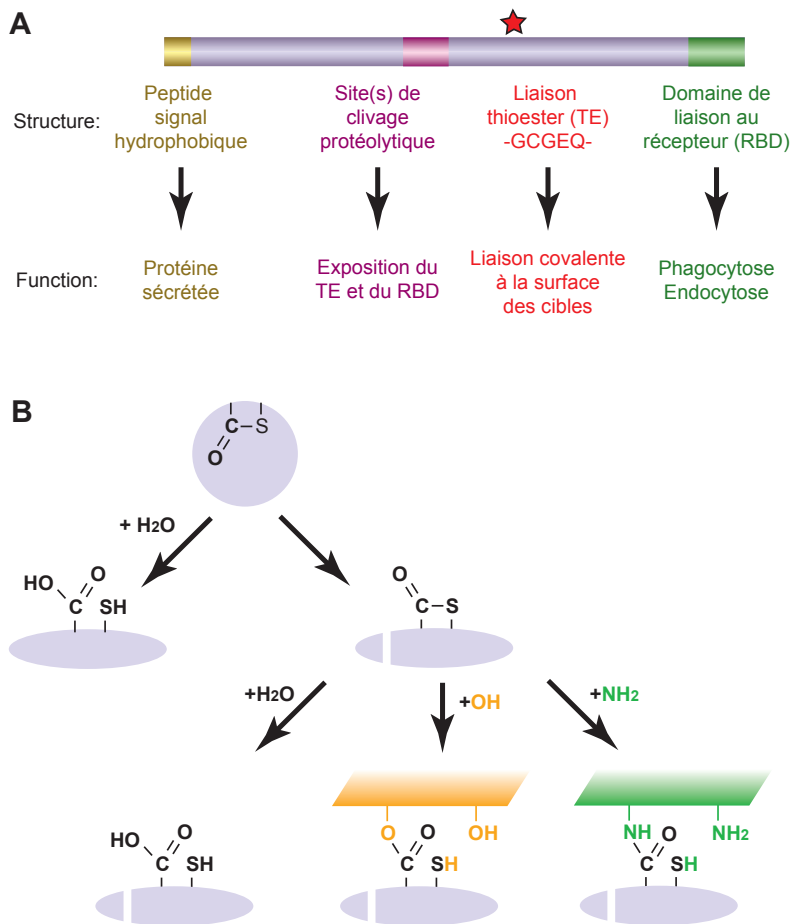 A
Structure:
Peptide
signal
hydrophobique
Site(s) de
clivage
protéolytique
Liaison
thioester (TE)
-GCGEQ-
Domaine de
liaison au
récepteur (RBD)
Function:
Protéine
sécrétée
Exposition du
TE et du RBD
Liaison covalente
à la surface
des cibles
Phagocytose
Endocytose
B
C S
O
+ H2O
HO O
C SH
O
C S
+H2O
+OH
+NH2
HO O
C SH
O OH
O
C SH
NH NH2
O
C SH